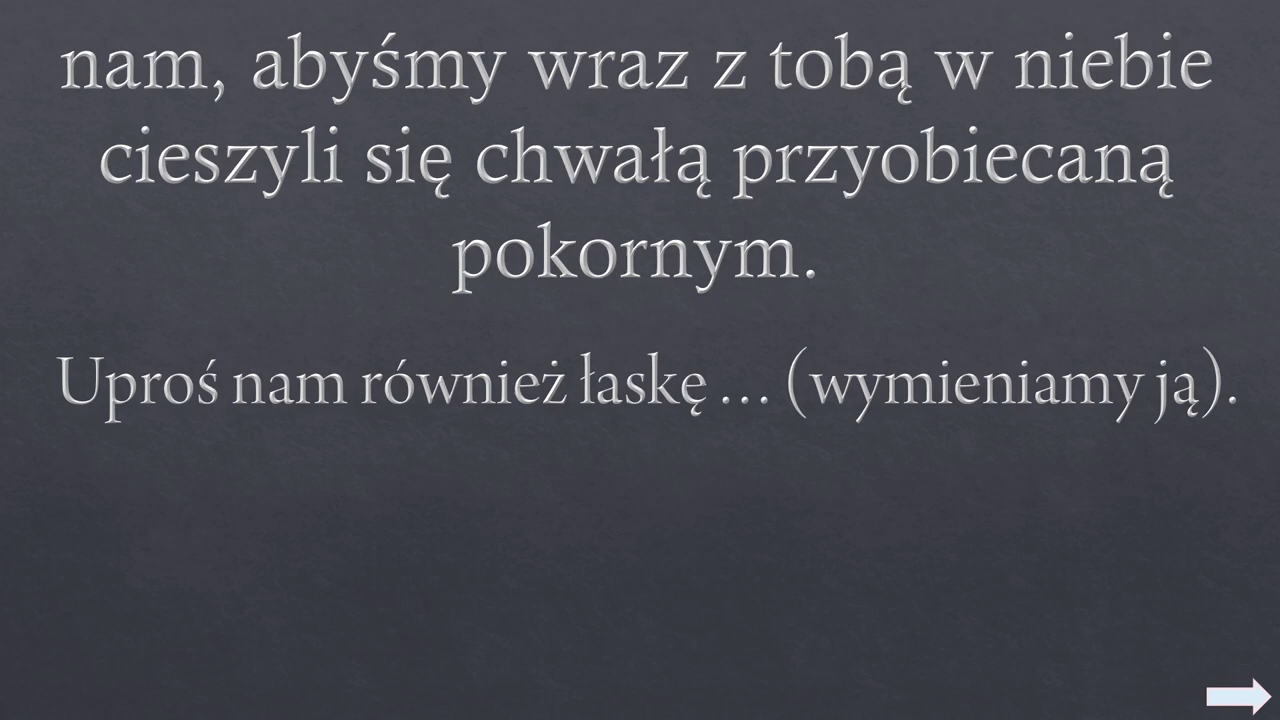 nam, abyśmy wraz z tobą w niebie
cieszyli się chwałą przyobiecaną
pokornym.
Uproś nam również łaskę … (wymieniamy ją).